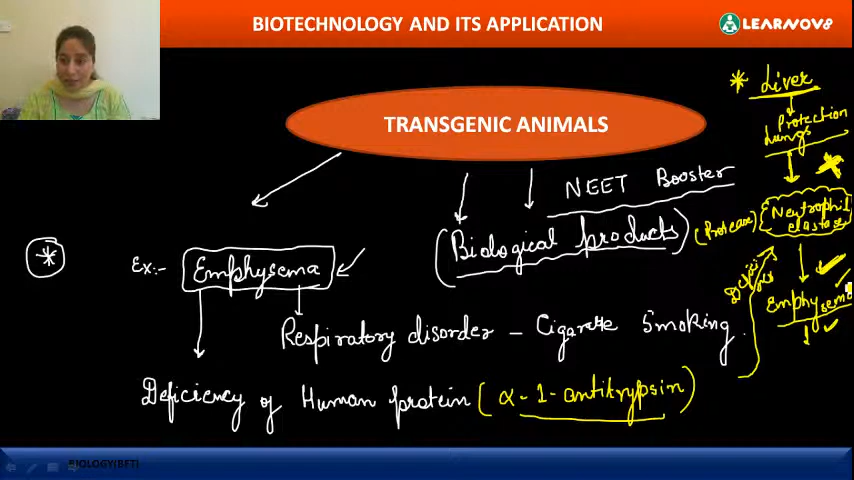 BIOTECHNOLOGY AND ITS APPLICATION
LEARNOV8
TRANSGENIC ANIMALS
* Liver
Protection
Lungs
NEET Booster
(Biological products)
(Protease)
Neutrophil
elastase
*
Ex:- Emphysema
Emphysema
Respiratory disorder - Cigarette Smoking
Deficiency of Human protein (α-1-antitrypsin)
BIOLOGY(BFT)